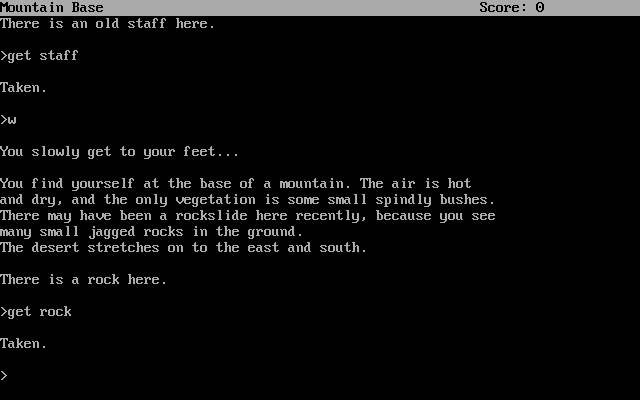 Mountain Base Score: 0
There is an old staff here.
>get staff
Taken.
>w
You slowly get to your feet...
You find yourself at the base of a mountain. The air is hot
and dry, and the only vegetation is some small spindly bushes.
There may have been a rockslide here recently, because you see
many small jagged rocks in the ground.
The desert stretches on to the east and south.
There is a rock here.
>get rock
Taken.
>